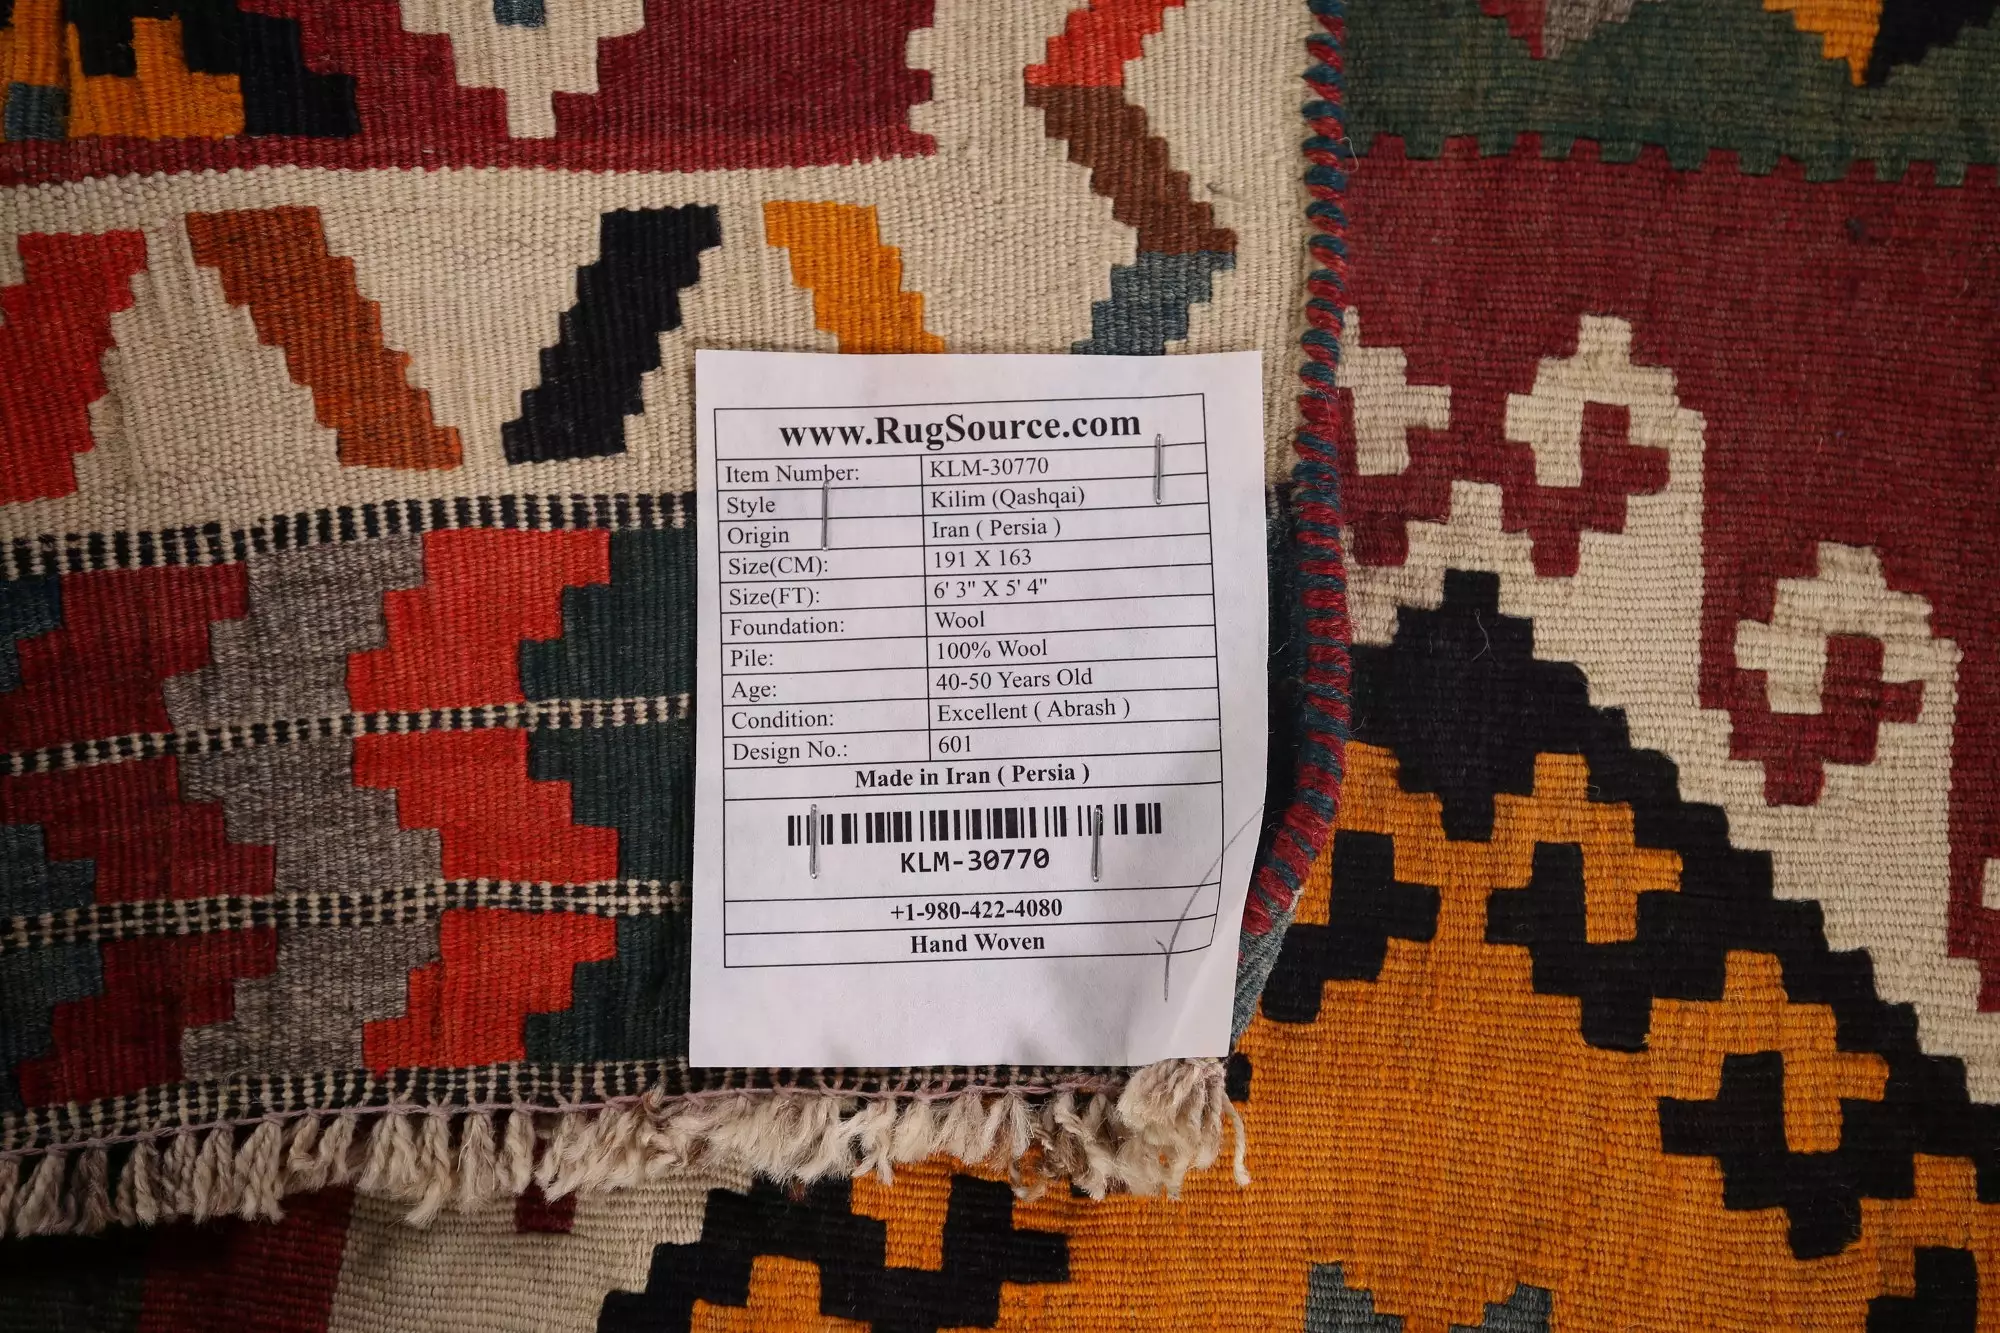 www.RugSource.com
Item Number: KLM-30770
Style Kilim (Qashqai)
Origin Iran ( Persia )
Size(CM): 191 X 163
Size(FT): 6' 3" X 5' 4"
Foundation: Wool
Pile: 100% Wool
Age: 40-50 Years Old
Condition: Excellent ( Abrash )
Design No.: 601
Made in Iran ( Persia )
KLM-30770
+1-980-422-4080
Hand Woven